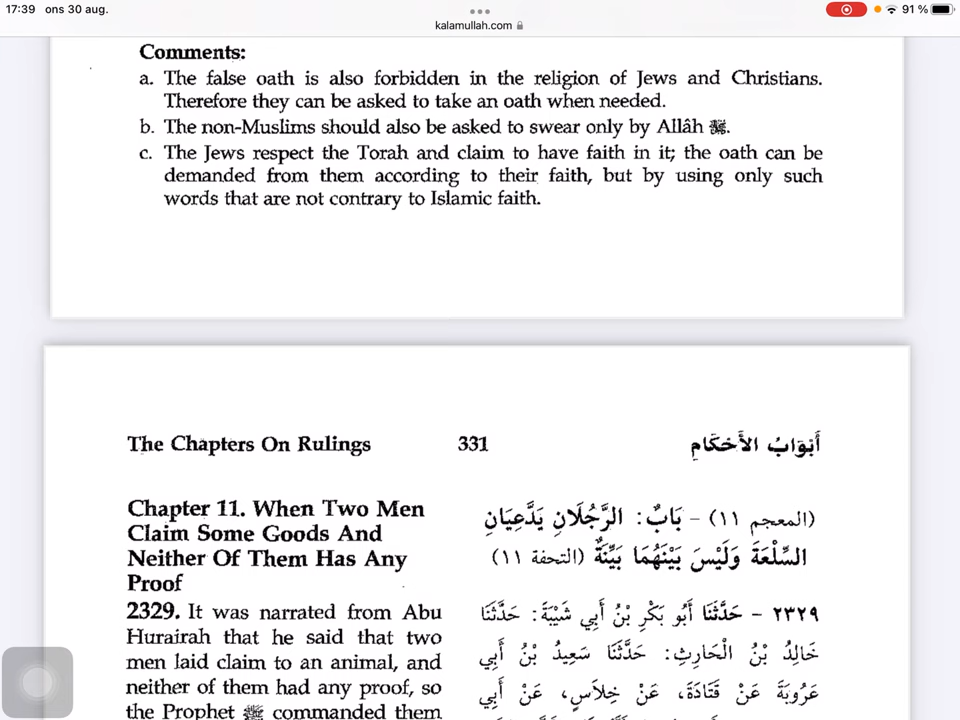 17:39 ons 30 aug.
91 %
kalamullah.com
Comments:
a. The false oath is also forbidden in the religion of Jews and Christians.
Therefore they can be asked to take an oath when needed.
b. The non-Muslims should also be asked to swear only by Allâh ﷻ.
c. The Jews respect the Torah and claim to have faith in it; the oath can be
demanded from them according to their faith, but by using only such
words that are not contrary to Islamic faith.
The Chapters On Rulings 331 أَبْوَابُ الأَحْكَامِ
Chapter 11. When Two Men
Claim Some Goods And
Neither Of Them Has Any
Proof
2329. It was narrated from Abu
Hurairah that he said that two
men laid claim to an animal, and
neither of them had any proof, so
the Prophet ﷺ commanded them
(المعجم ١١) - بَابٌ: الرَّجُلَانِ يَدَّعِيَانِ
السِّلْعَةَ وَلَيْسَ بَيْنَهُمَا بَيِّنَةٌ (التحفة ١١)
٢٣٢٩ - حَدَّثَنَا أَبُو بَكْرِ بْنُ أَبِي شَيْبَةَ: حَدَّثَنَا
خَالِدُ بْنُ الْحَارِثِ: حَدَّثَنَا سَعِيدُ بْنُ أَبِي
عَرُوبَةَ عَنْ قَتَادَةَ، عَنْ خِلَاسٍ، عَنْ أَبِي